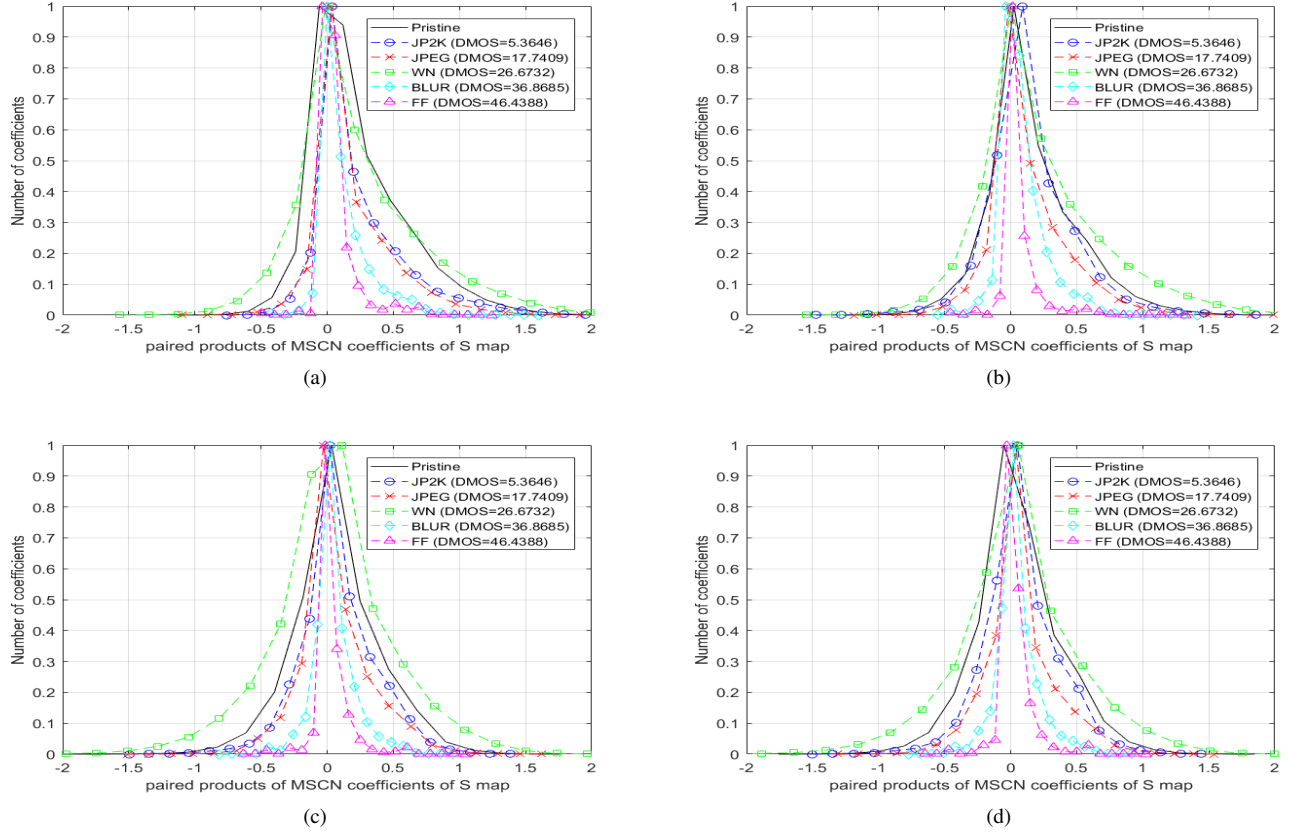 1
0.9
0.8
0.7
0.6
0.5
0.4
0.3
0.2
0.1
0
Number of coefficients
-2 -1.5 -1 -0.5 0 0.5 1 1.5 2
paired products of MSCN coefficients of S map
Pristine
JP2K (DMOS=5.3646)
JPEG (DMOS=17.7409)
WN (DMOS=26.6732)
BLUR (DMOS=36.8685)
FF (DMOS=46.4388)
(a)
1
0.9
0.8
0.7
0.6
0.5
0.4
0.3
0.2
0.1
0
Number of coefficients
-2 -1.5 -1 -0.5 0 0.5 1 1.5 2
paired products of MSCN coefficients of S map
Pristine
JP2K (DMOS=5.3646)
JPEG (DMOS=17.7409)
WN (DMOS=26.6732)
BLUR (DMOS=36.8685)
FF (DMOS=46.4388)
(b)
1
0.9
0.8
0.7
0.6
0.5
0.4
0.3
0.2
0.1
0
Number of coefficients
-2 -1.5 -1 -0.5 0 0.5 1 1.5 2
paired products of MSCN coefficients of S map
Pristine
JP2K (DMOS=5.3646)
JPEG (DMOS=17.7409)
WN (DMOS=26.6732)
BLUR (DMOS=36.8685)
FF (DMOS=46.4388)
(c)
1
0.9
0.8
0.7
0.6
0.5
0.4
0.3
0.2
0.1
0
Number of coefficients
-2 -1.5 -1 -0.5 0 0.5 1 1.5 2
paired products of MSCN coefficients of S map
Pristine
JP2K (DMOS=5.3646)
JPEG (DMOS=17.7409)
WN (DMOS=26.6732)
BLUR (DMOS=36.8685)
FF (DMOS=46.4388)
(d)